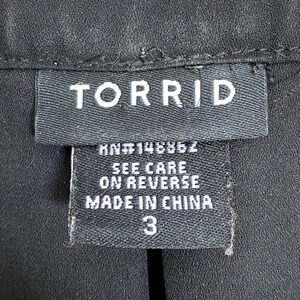 TORRID
RN#148862
SEE CARE
ON REVERSE
MADE IN CHINA
3